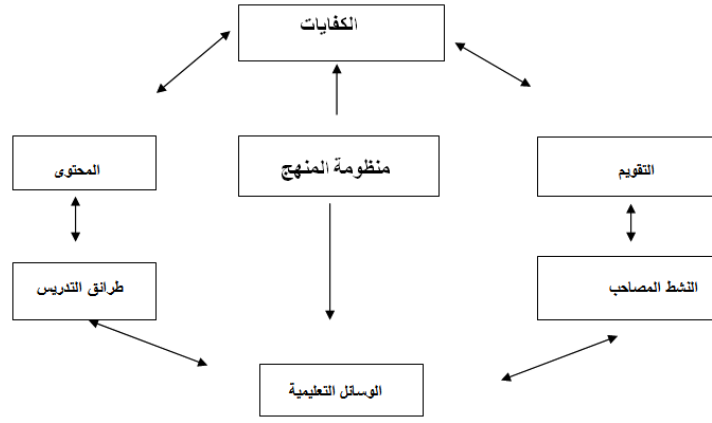 الكفايات
التقويم
منظومة المنهج
المحتوى
النشط المصاحب
طرائق التدريس
الوسائل التعليمية